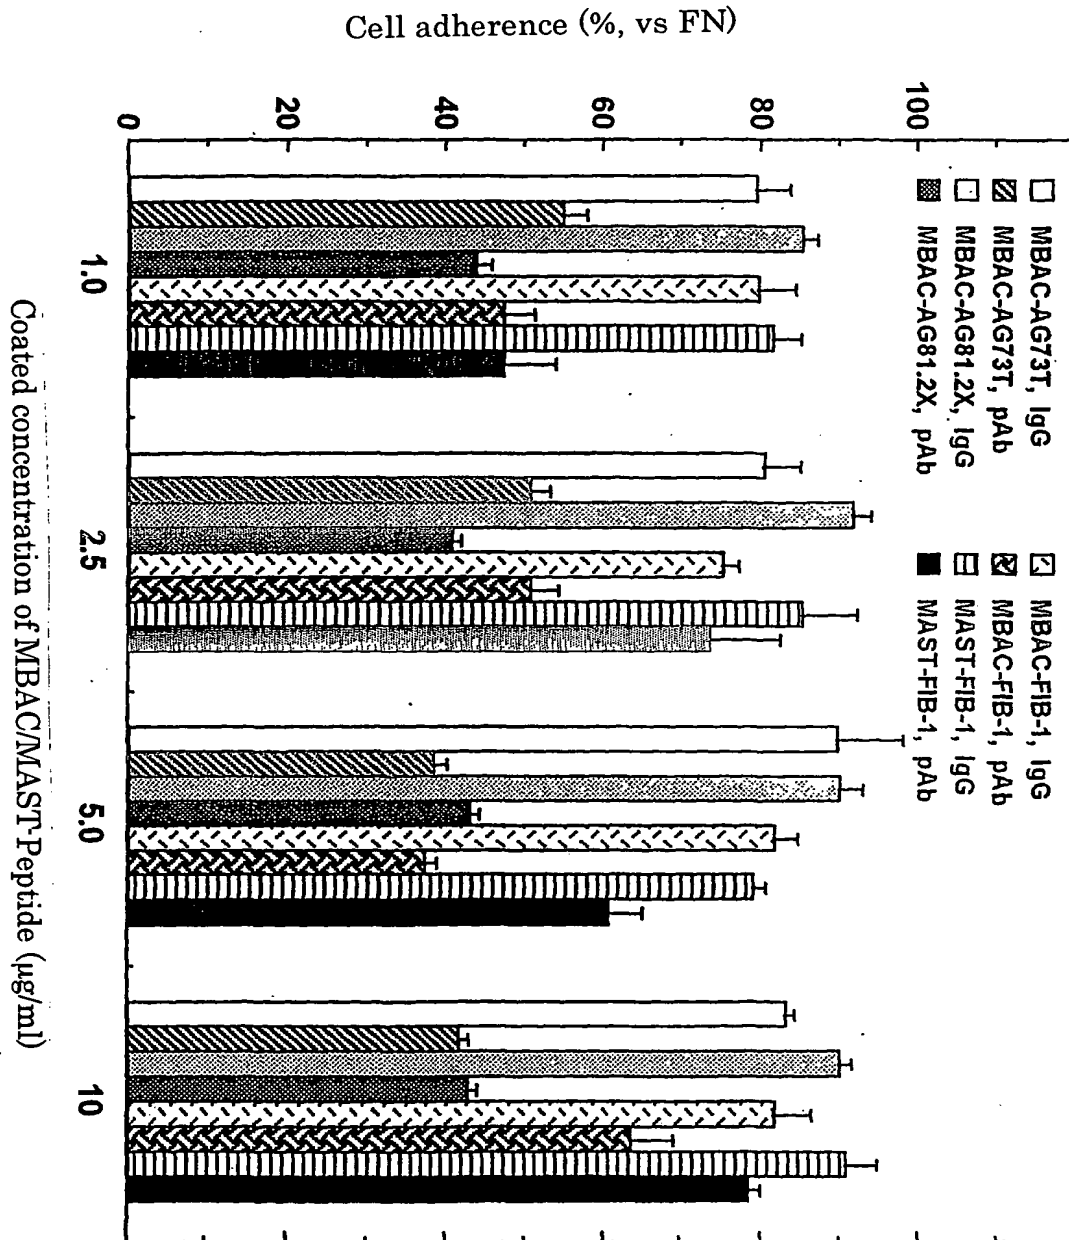 Cell adherence (%, vs FN)
0
20
40
60
80
100
MBAC-AG73T, IgG
MBAC-AG73T, pAb
MBAC-AG81.2X, IgG
MBAC-AG81.2X, pAb
MBAC-FIB-1, IgG
MBAC-FIB-1, pAb
MAST-FIB-1, IgG
MAST-FIB-1, pAb
1.0
2.5
5.0
10
Coated concentration of MBAC/MAST-Peptide (μg/ml)